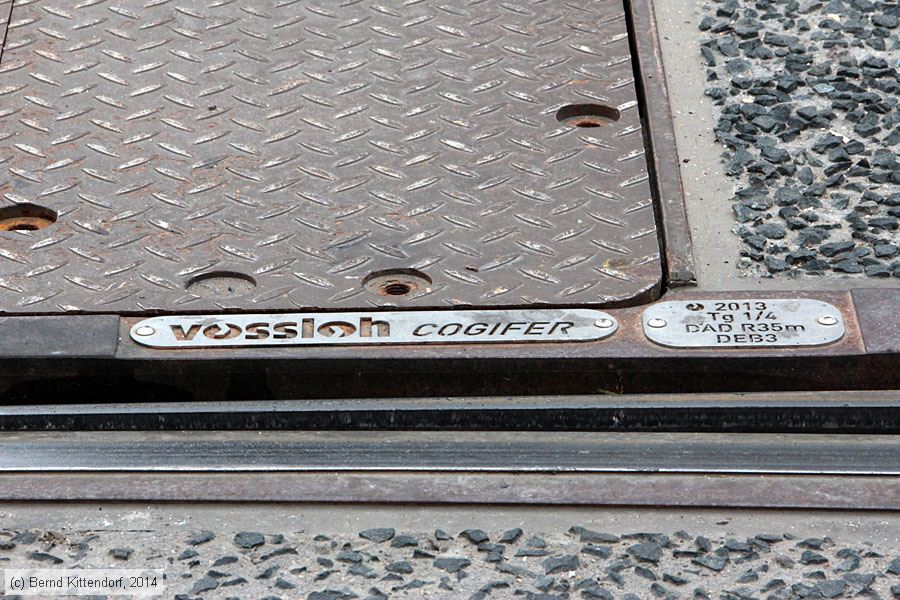 vossloh COGIFER
2013
Tg 1/4
DAD R35m
DEB3
(c) Bernd Kittendorf, 2014